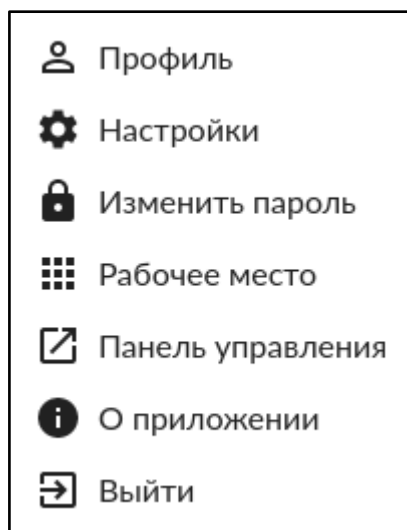 Профиль
Настройки
Изменить пароль
Рабочее место
Панель управления
О приложении
Выйти